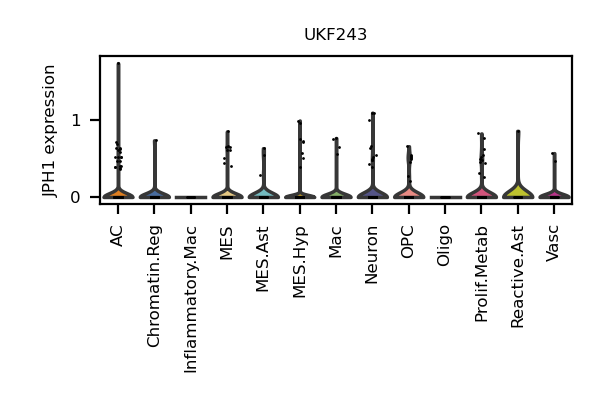 UKF243
JPH1 expression
1
0
AC
Chromatin.Reg
Inflammatory.Mac
MES
MES.Ast
MES.Hyp
Mac
Neuron
OPC
Oligo
Prolif.Metab
Reactive.Ast
Vasc